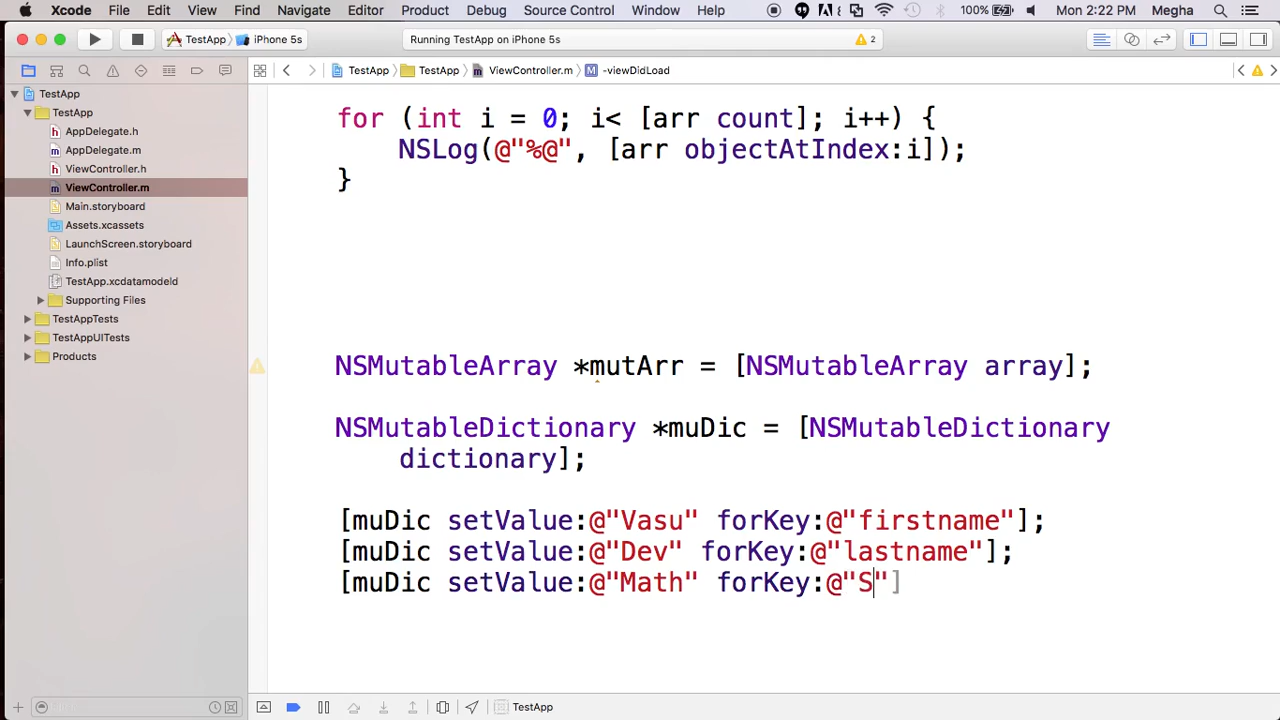 Xcode File Edit View Find Navigate Editor Product Debug Source Control Window Help 4 100% Mon 2:22 PM Megha
TestApp iPhone 5s Running TestApp on iPhone 5s 2
TestApp TestApp ViewController.m -viewDidLoad
TestApp
TestApp
AppDelegate.h
AppDelegate.m
ViewController.h
ViewController.m
Main.storyboard
Assets.xcassets
LaunchScreen.storyboard
Info.plist
TestApp.xcdatamodeld
Supporting Files
TestAppTests
TestAppUITests
Products
for (int i = 0; i< [arr count]; i++) {
NSLog(@"%@", [arr objectAtIndex:i]);
}
NSMutableArray *mutArr = [NSMutableArray array];
NSMutableDictionary *muDic = [NSMutableDictionary
dictionary];
[muDic setValue:@"Vasu" forKey:@"firstname"];
[muDic setValue:@"Dev" forKey:@"lastname"];
[muDic setValue:@"Math" forKey:@"S"]
TestApp